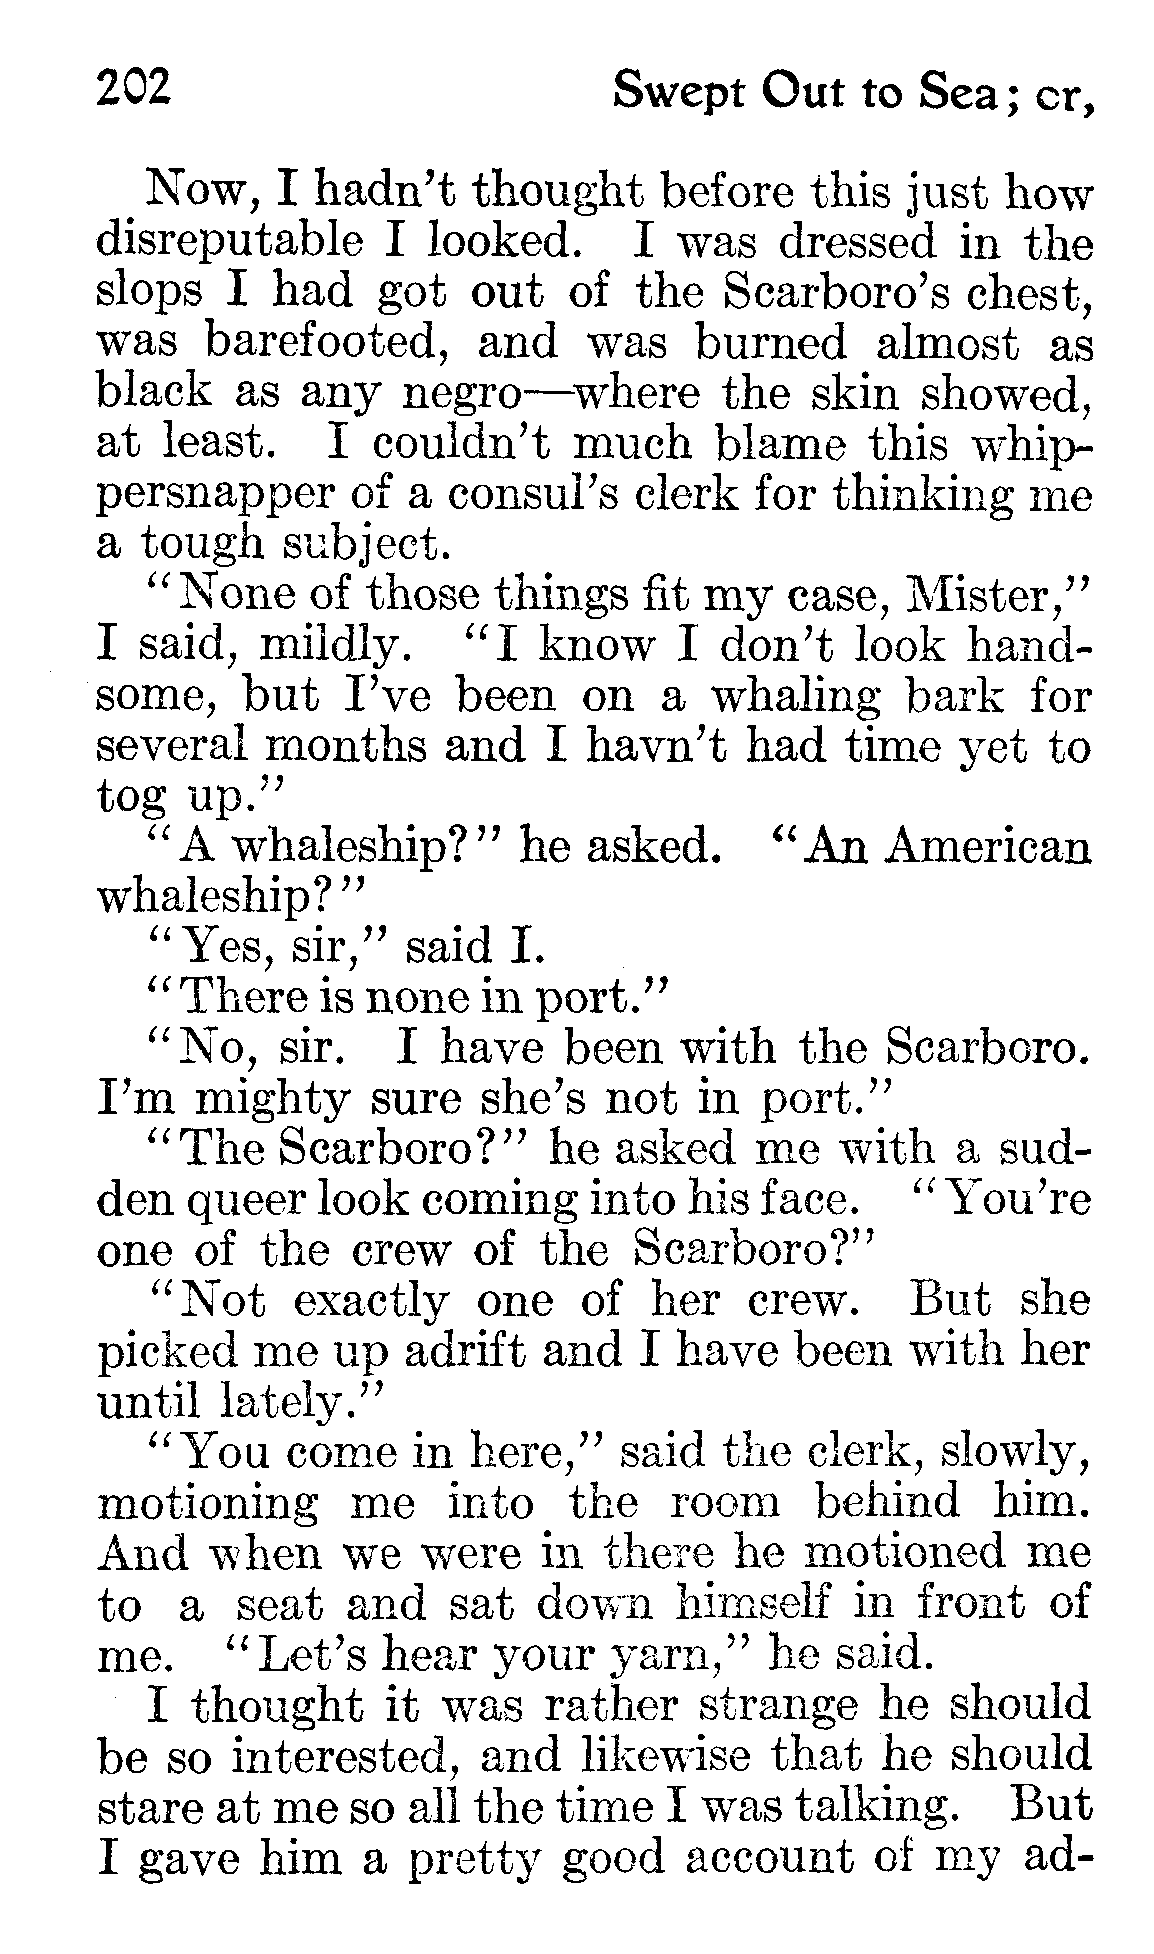 202 Swept Out to Sea; cr,
Now, I hadn't thought before this just how
disreputable I looked. I was dressed in the
slops I had got out of the Scarboro's chest,
was barefooted, and was burned almost as
black as any negro—where the skin showed,
at least. I couldn't much blame this whip-
persnapper of a consul's clerk for thinking me
a tough subject.
"None of those things fit my case, Mister,"
I said, mildly. "I know I don't look hand-
some, but I've been on a whaling bark for
several months and I havn't had time yet to
tog up."
"A whaleship?" he asked. "An American
whaleship?"
"Yes, sir," said I.
"There is none in port."
"No, sir. I have been with the Scarboro.
I'm mighty sure she's not in port."
"The Scarboro?" he asked me with a sud-
den queer look coming into his face. "You're
one of the crew of the Scarboro?"
"Not exactly one of her crew. But she
picked me up adrift and I have been with her
until lately."
"You come in here," said the clerk, slowly,
motioning me into the room behind him.
And when we were in there he motioned me
to a seat and sat down himself in front of
me. "Let's hear your yarn," he said.
I thought it was rather strange he should
be so interested, and likewise that he should
stare at me so all the time I was talking. But
I gave him a pretty good account of my ad-